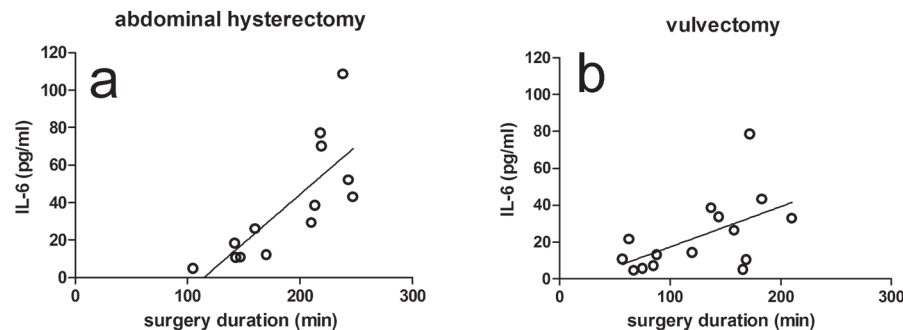 abdominal hysterectomy
a
IL-6 (pg/ml)
120
100
80
60
40
20
0
0 100 200 300
surgery duration (min)
vulvectomy
b
IL-6 (pg/ml)
120
100
80
60
40
20
0
0 100 200 300
surgery duration (min)